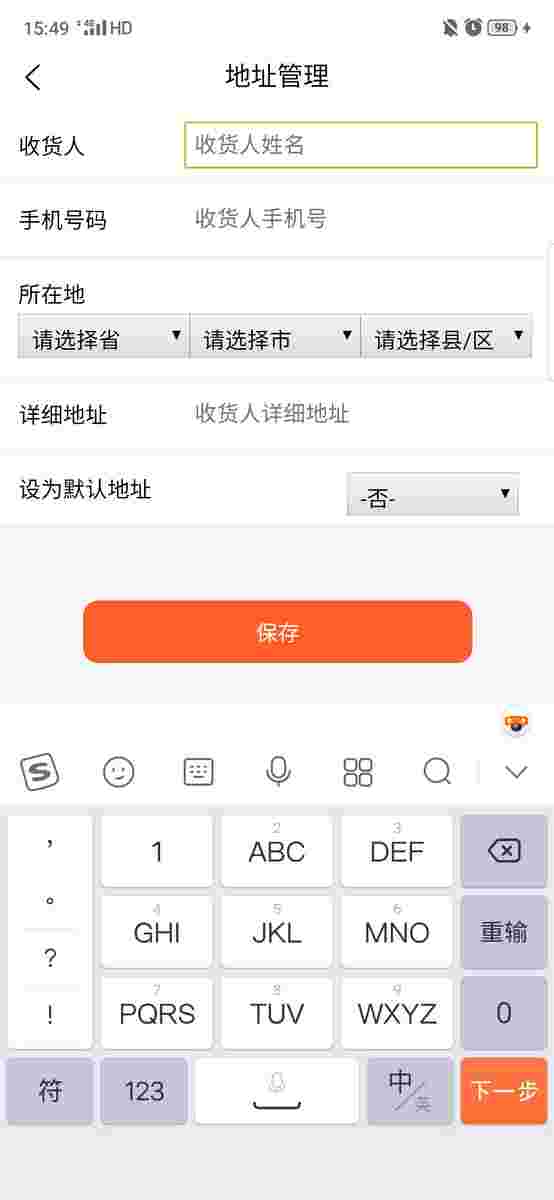 15:49 4G HD 98
地址管理
收货人 收货人姓名
手机号码 收货人手机号
所在地
请选择省 请选择市 请选择县/区
详细地址 收货人详细地址
设为默认地址 -否-
保存
S
, 1 2 ABC 3 DEF
。 4 GHI 5 JKL 6 MNO 重输
? 7 PQRS 8 TUV 9 WXYZ 0
!
符 123 中/英 下一步